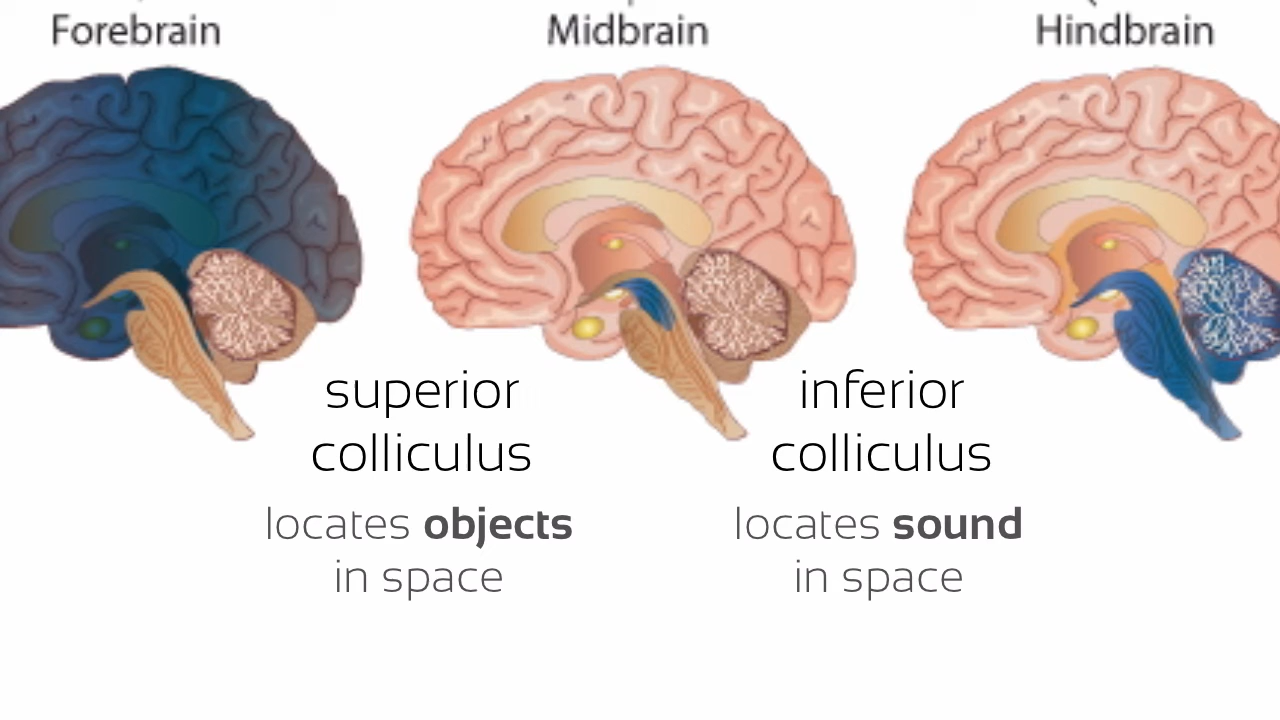 Forebrain
Midbrain
Hindbrain
superior
colliculus
locates objects
in space
inferior
colliculus
locates sound
in space